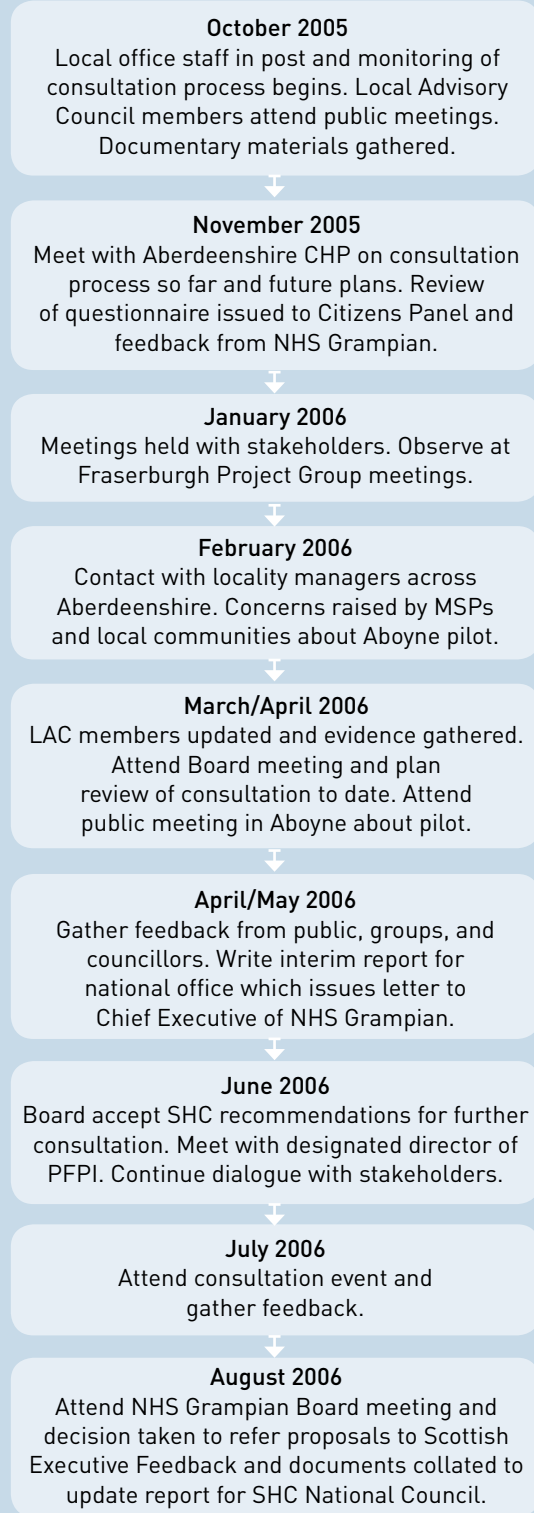 October 2005
Local office staff in post and monitoring of
consultation process begins. Local Advisory
Council members attend public meetings.
Documentary materials gathered.
November 2005
Meet with Aberdeenshire CHP on consultation
process so far and future plans. Review
of questionnaire issued to Citizens Panel and
feedback from NHS Grampian.
January 2006
Meetings held with stakeholders. Observe at
Fraserburgh Project Group meetings.
February 2006
Contact with locality managers across
Aberdeenshire. Concerns raised by MSPs
and local communities about Aboyne pilot.
March/April 2006
LAC members updated and evidence gathered.
Attend Board meeting and plan
review of consultation to date. Attend
public meeting in Aboyne about pilot.
April/May 2006
Gather feedback from public, groups, and
councillors. Write interim report for
national office which issues letter to
Chief Executive of NHS Grampian.
June 2006
Board accept SHC recommendations for further
consultation. Meet with designated director of
PFPI. Continue dialogue with stakeholders.
July 2006
Attend consultation event and
gather feedback.
August 2006
Attend NHS Grampian Board meeting and
decision taken to refer proposals to Scottish
Executive Feedback and documents collated to
update report for SHC National Council.